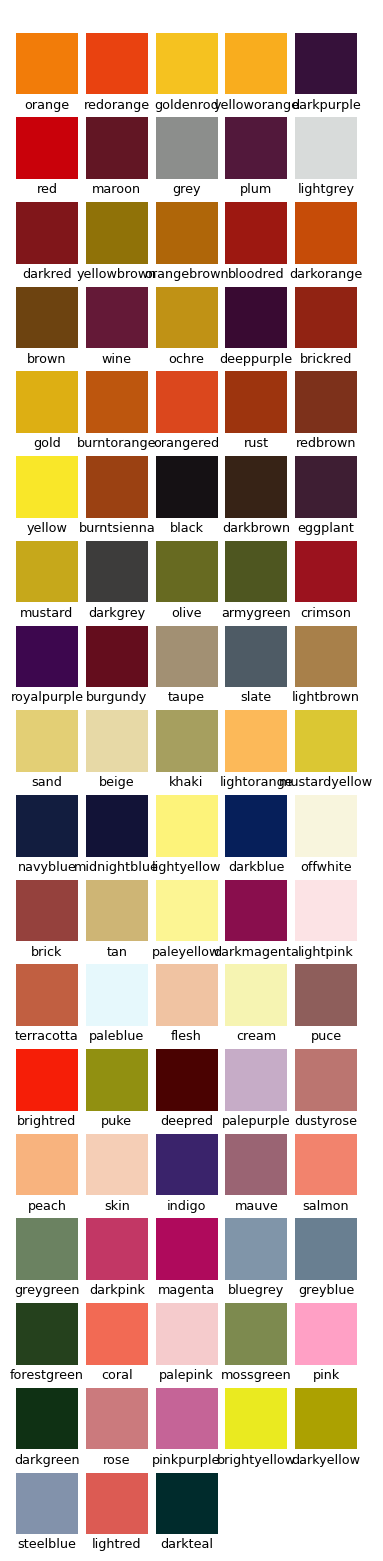 orange redorange goldenrod yelloworange darkpurple
red maroon grey plum lightgrey
darkred yellowbrown orangebrown bloodred darkorange
brown wine ochre deeppurple brickred
gold burntorange orangered rust redbrown
yellow burntsienna black darkbrown eggplant
mustard darkgrey olive armygreen crimson
royalpurple burgundy taupe slate lightbrown
sand beige khaki lightorange mustardyellow
navyblue midnightblue lightyellow darkblue offwhite
brick tan paleyellow darkmagenta lightpink
terracotta paleblue flesh cream puce
brightred puke deepred palepurple dustyrose
peach skin indigo mauve salmon
greygreen darkpink magenta bluegrey greyblue
forestgreen coral palepink mossgreen pink
darkgreen rose pinkpurple brightyellow darkyellow
steelblue lightred darkteal